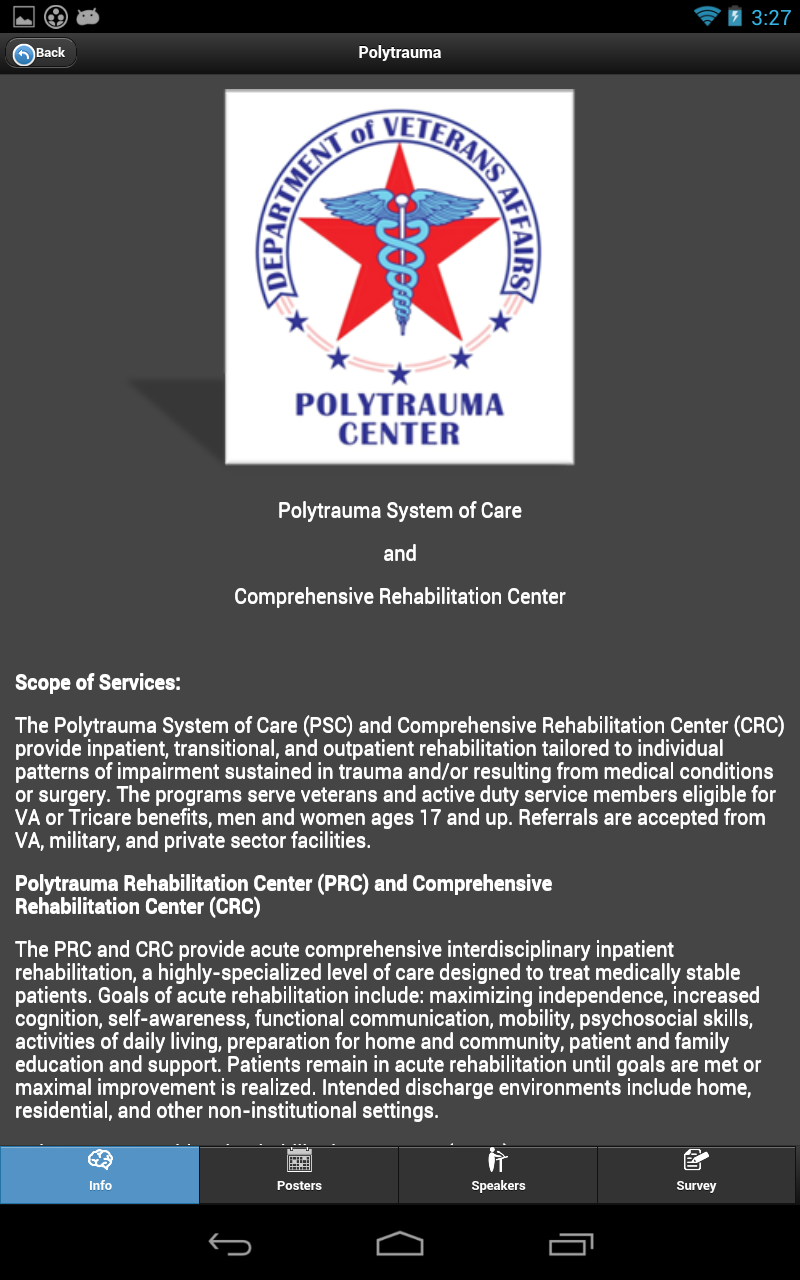 3:27
Back
Polytrauma
DEPARTMENT of VETERANS AFFAIRS
POLYTRAUMA
CENTER
Polytrauma System of Care
and
Comprehensive Rehabilitation Center
Scope of Services:
The Polytrauma System of Care (PSC) and Comprehensive Rehabilitation Center (CRC)
provide inpatient, transitional, and outpatient rehabilitation tailored to individual
patterns of impairment sustained in trauma and/or resulting from medical conditions
or surgery. The programs serve veterans and active duty service members eligible for
VA or Tricare benefits, men and women ages 17 and up. Referrals are accepted from
VA, military, and private sector facilities.
Polytrauma Rehabilitation Center (PRC) and Comprehensive
Rehabilitation Center (CRC)
The PRC and CRC provide acute comprehensive interdisciplinary inpatient
rehabilitation, a highly-specialized level of care designed to treat medically stable
patients. Goals of acute rehabilitation include: maximizing independence, increased
cognition, self-awareness, functional communication, mobility, psychosocial skills,
activities of daily living, preparation for home and community, patient and family
education and support. Patients remain in acute rehabilitation until goals are met or
maximal improvement is realized. Intended discharge environments include home,
residential, and other non-institutional settings.
Info
Posters
Speakers
Survey